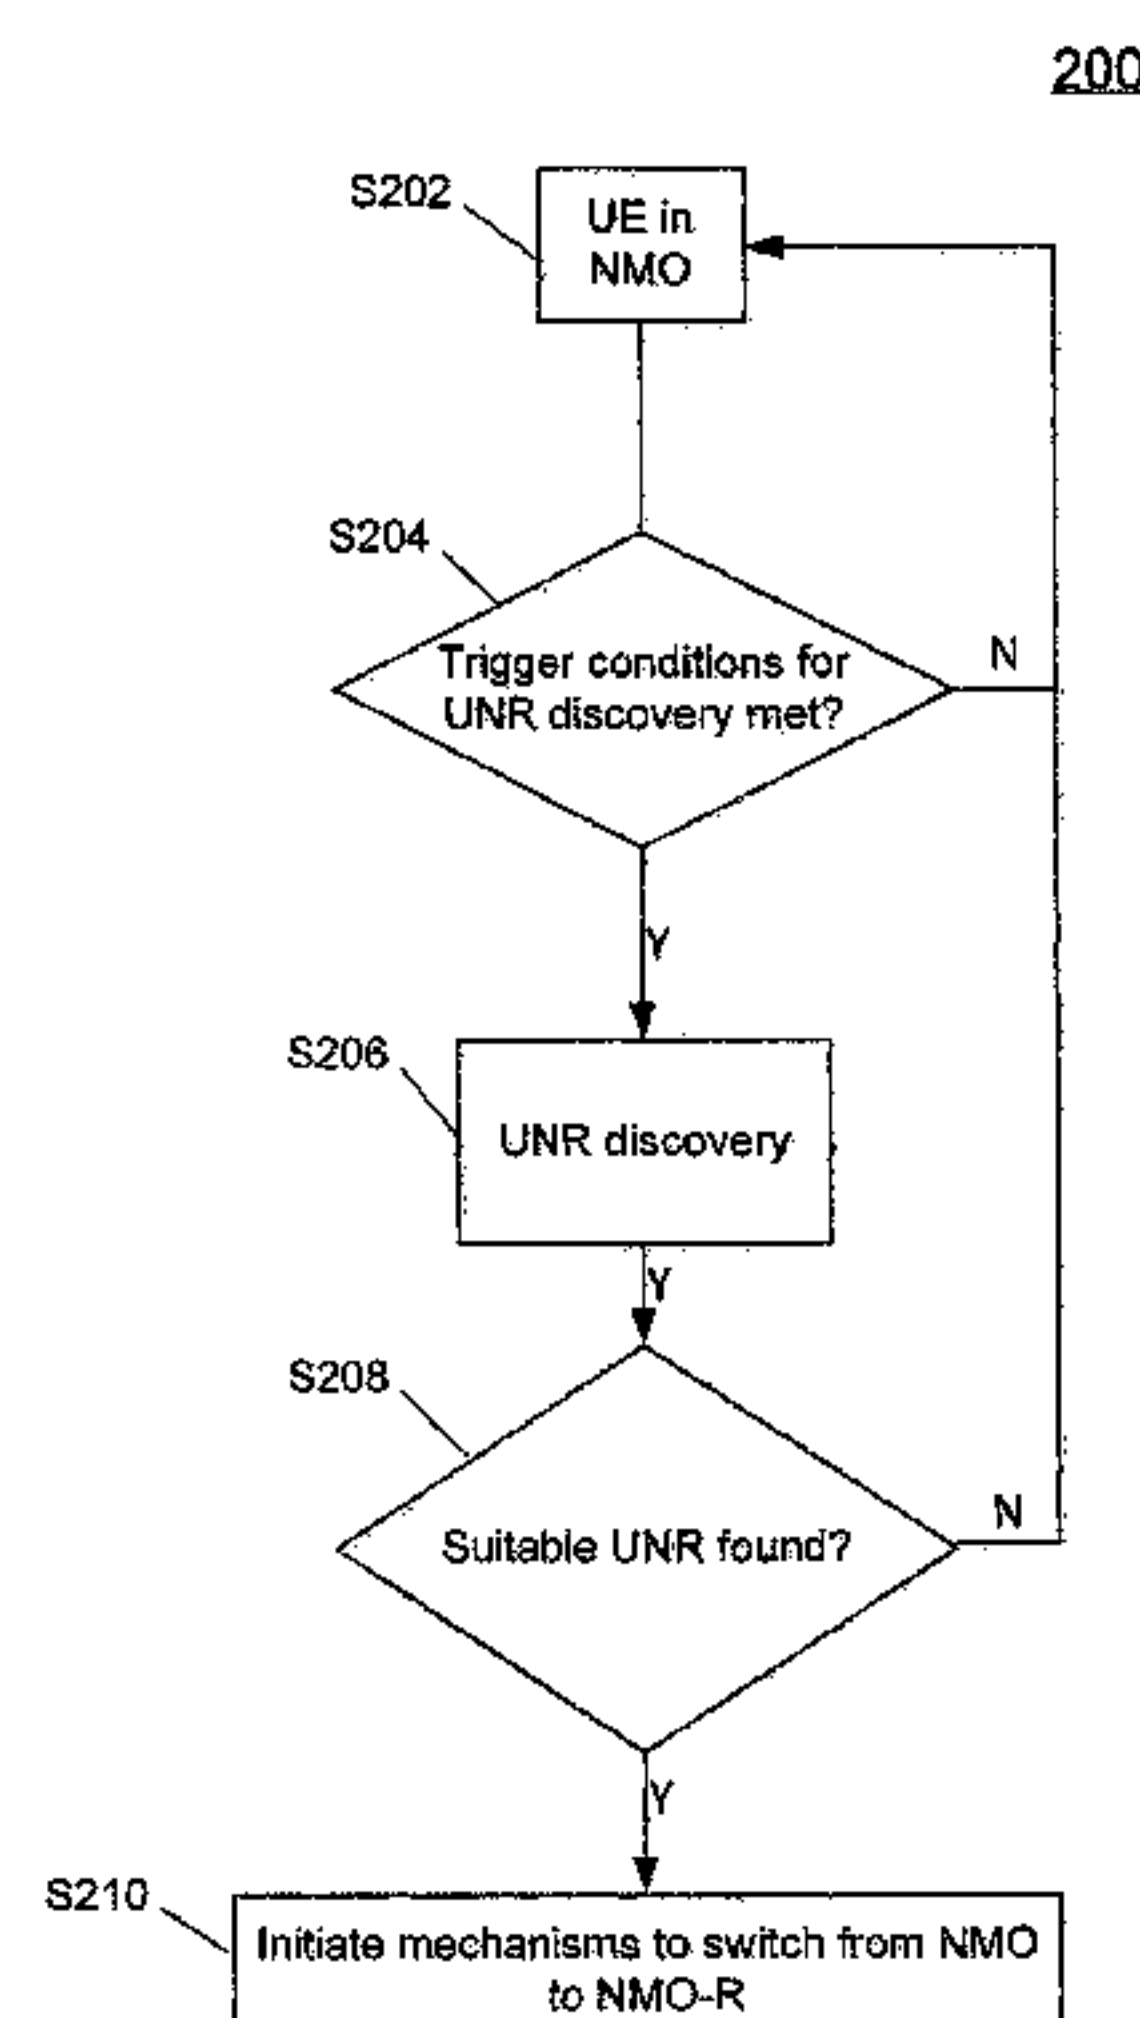 200
S202
UE in
NMO
S204
Trigger conditions for
UNR discovery met?
N
Y
S206
UNR discovery
Y
S208
Suitable UNR found?
N
Y
S210
Initiate mechanisms to switch from NMO
to NMO-R